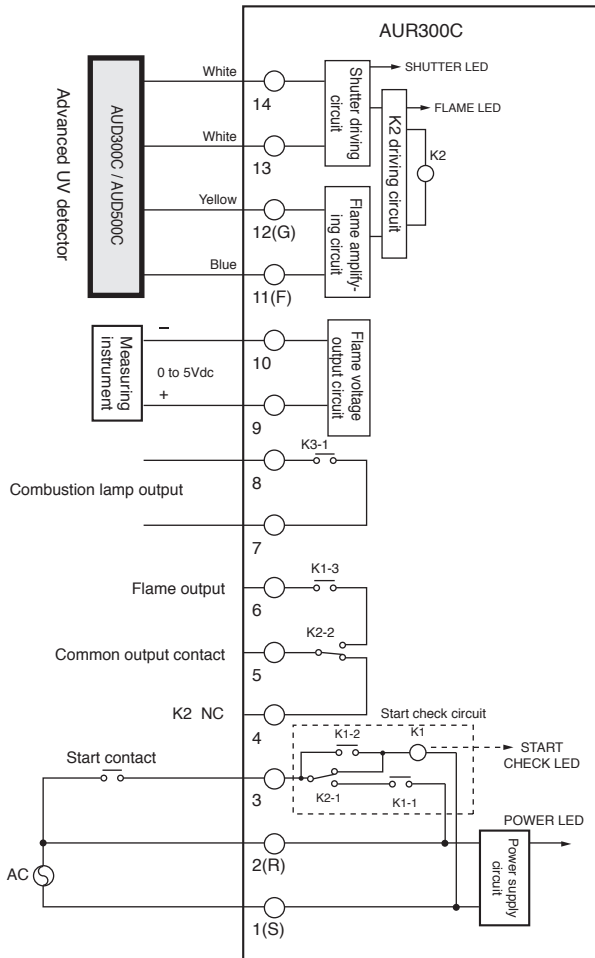 AUR300C
Advanced UV detector
AUD300C / AUD500C
White
14
White
13
Yellow
12(G)
Blue
11(F)
Shutter driving
circuit
SHUTTER LED
K2 driving circuit
FLAME LED
K2
Flame amplify-
ing circuit
Measuring
instrument
−
0 to 5Vdc
+
10
9
Flame voltage
output circuit
Combustion lamp output
8
K3-1
7
Flame output
6
K1-3
Common output contact
5
K2-2
K2 NC
4
Start check circuit
K1-2
K1
START
CHECK LED
Start contact
3
K2-1
K1-1
POWER LED
AC
2(R)
1(S)
Power supply
circuit